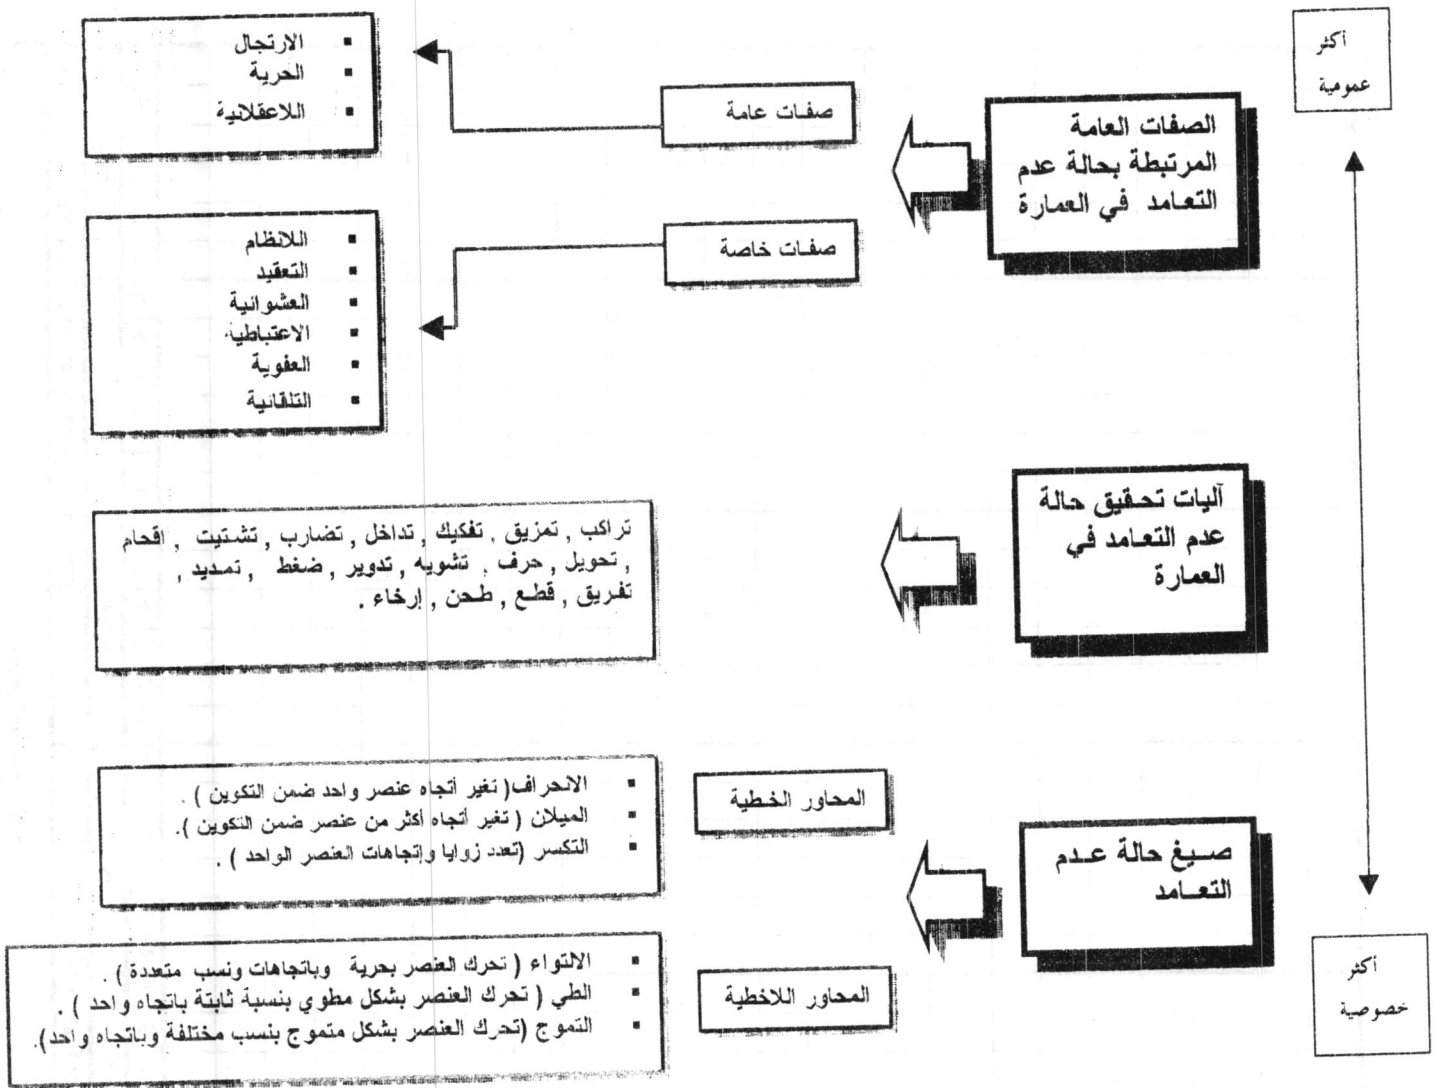 أكثر
عمومية
الصفات العامة
المرتبطة بحالة عدم
التعامد في العمارة
صفات عامة
▪ الارتجال
▪ الحرية
▪ اللاعقلانية
صفات خاصة
▪ اللانظام
▪ التعقيد
▪ العشوائية
▪ الاعتباطية
▪ العفوية
▪ التلقائية
آليات تحقيق حالة
عدم التعامد في
العمارة
تراكب , تمزيق , تفكيك , تداخل , تضارب , تشتيت , اقحام
, تحويل , حرف , تشويه , تدوير , ضغط , تمديد ,
تفريق , قطع , طحن , إرخاء .
صيغ حالة عدم
التعامد
المحاور الخطية
▪ الانحراف( تغير أتجاه عنصر واحد ضمن التكوين ) .
▪ الميلان ( تغير أتجاه أكثر من عنصر ضمن التكوين ).
▪ التكسر (تعدد زوايا وإتجاهات العنصر الواحد ) .
المحاور اللاخطية
▪ الالتواء ( تحرك العنصر بحرية وباتجاهات ونسب متعددة ) .
▪ الطي ( تحرك العنصر بشكل مطوي بنسبة ثابتة باتجاه واحد ) .
▪ التموج (تحرك العنصر بشكل متموج بنسب مختلفة وباتجاه واحد).
أكثر
خصوصية